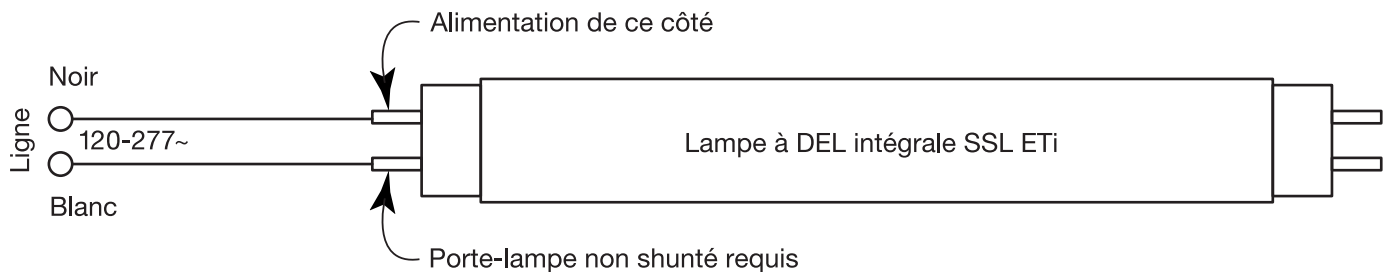 Alimentation de ce côté
Noir
Ligne
120-277~
Lampe à DEL intégrale SSL ETi
Blanc
Porte-lampe non shunté requis